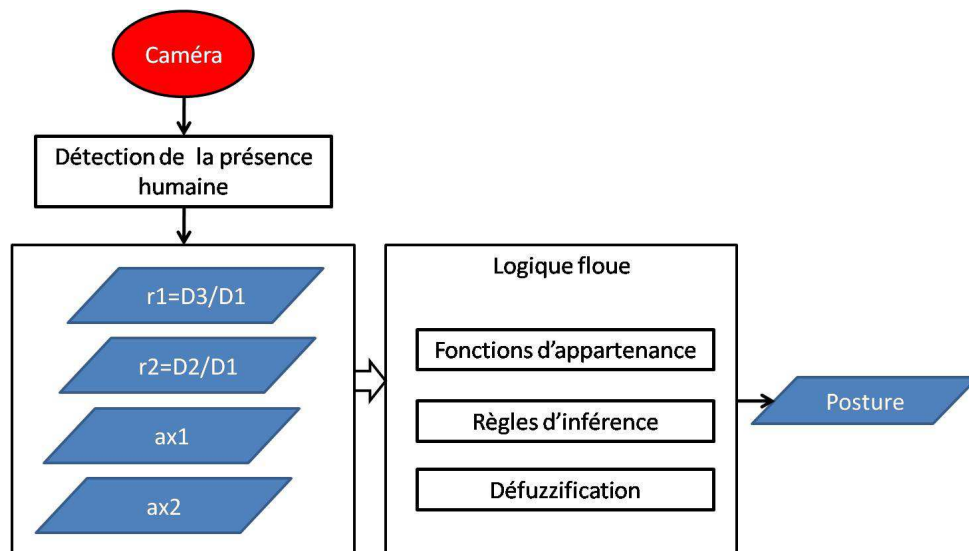 Caméra
Détection de la présence
humaine
r1=D3/D1
r2=D2/D1
ax1
ax2
Logique floue
Fonctions d'appartenance
Règles d'inférence
Défuzzification
Posture